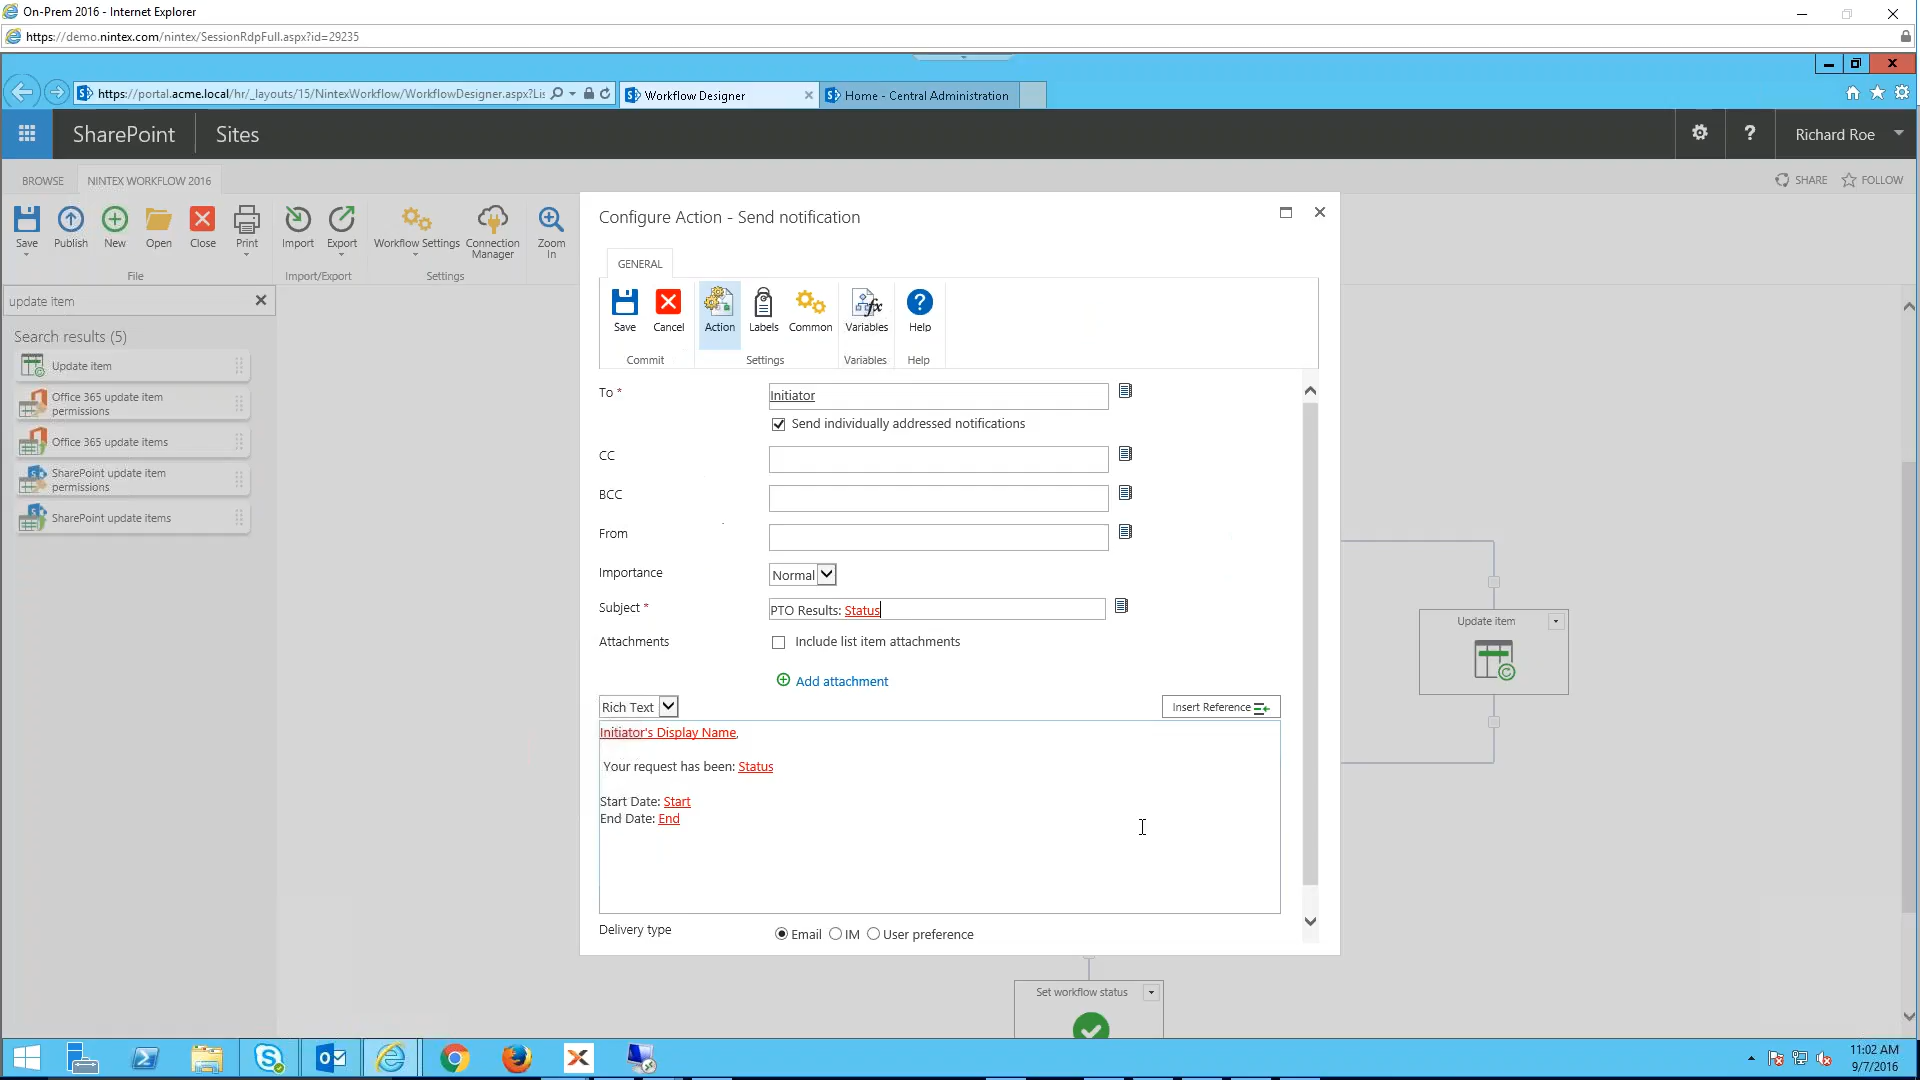 On-Prem 2016 - Internet Explorer
https://demo.nintex.com/nintex/SessionRdpFull.aspx?id=29235
https://portal.acme.local/hr/_layouts/15/NintexWorkflow/WorkflowDesigner.aspx?Lis
Workflow Designer
Home - Central Administration
SharePoint
Sites
Richard Roe
BROWSE
NINTEX WORKFLOW 2016
SHARE
FOLLOW
Save
Publish
New
Open
Close
Print
Import
Export
Workflow Settings
Connection Manager
Zoom In
File
Import/Export
Settings
update item
Search results (5)
Update item
Office 365 update item
permissions
Office 365 update items
SharePoint update item
permissions
SharePoint update items
Configure Action - Send notification
GENERAL
Save
Cancel
Action
Labels
Common
Variables
Help
Commit
Settings
Variables
Help
To *
Initiator
Send individually addressed notifications
CC
BCC
From
Importance
Normal
Subject *
PTO Results: Status
Attachments
Include list item attachments
Add attachment
Rich Text
Insert Reference
Initiator's Display Name,
Your request has been: Status
Start Date: Start
End Date: End
Delivery type
Email
IM
User preference
Update item
Set workflow status
11:02 AM
9/7/2016